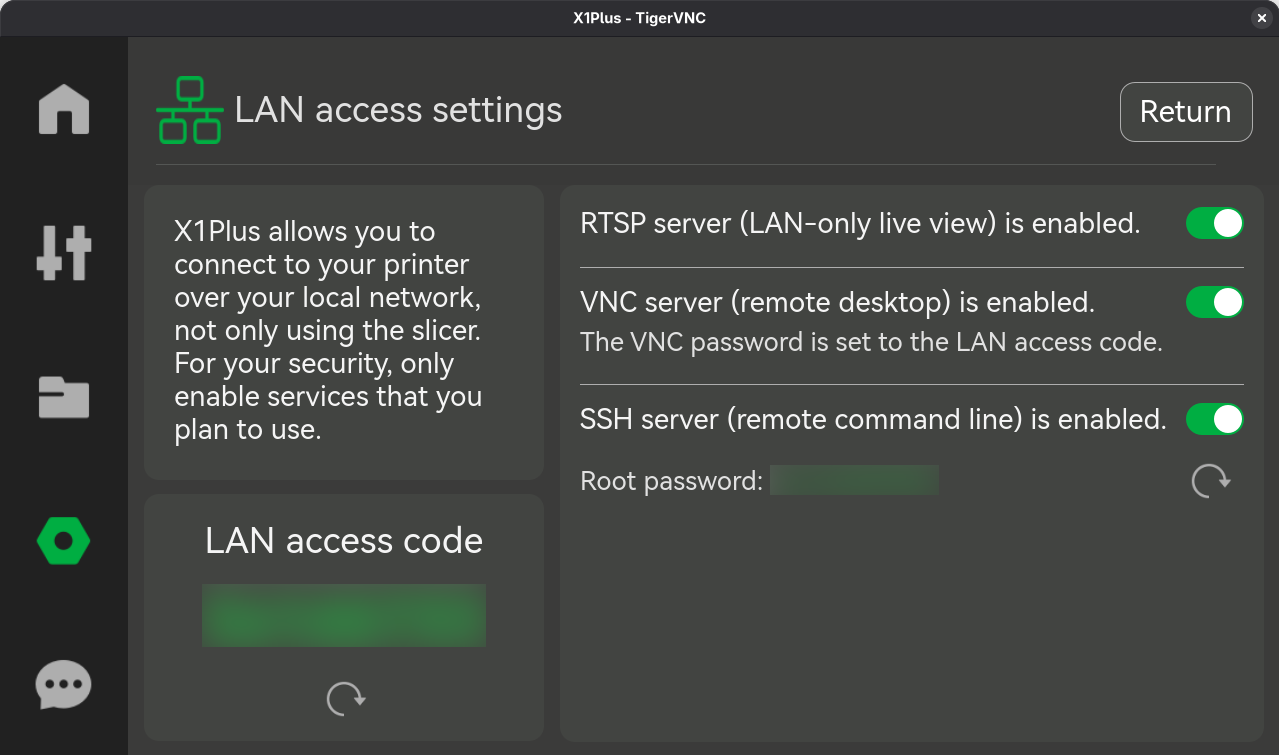 X1Plus - TigerVNC
LAN access settings
Return
X1Plus allows you to
connect to your printer
over your local network,
not only using the slicer.
For your security, only
enable services that you
plan to use.
LAN access code
RTSP server (LAN-only live view) is enabled.
VNC server (remote desktop) is enabled.
The VNC password is set to the LAN access code.
SSH server (remote command line) is enabled.
Root password: